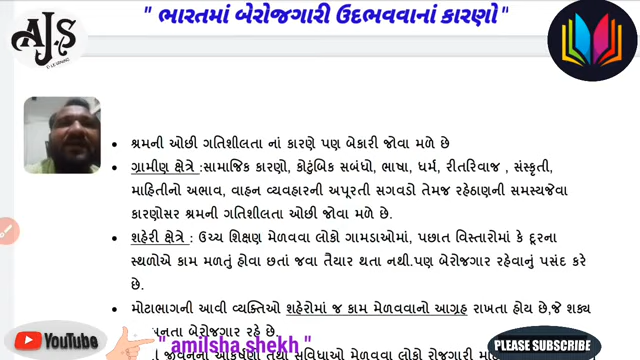 " ભારતમાં બેરોજગારી ઉદભવવાનાં કારણો "
AJS
E-LEARNING
• શ્રમની ઓછી ગતિશીલતા નાં કારણે પણ બેકારી જોવા મળે છે
• ગ્રામીણ ક્ષેત્રે :સામાજિક કારણો, કોટુંબિક સબંધો, ભાષા, ધર્મ, રીતરિવાજ , સંસ્કૃતી,
માહિતીનો અભાવ, વાહન વ્યવહારની અપૂરતી સગવડો તેમજ રહેઠાણની સમસ્યજેવા
કારણોસર શ્રમની ગતિશીલતા ઓછી જોવા મળે છે.
• શહેરી ક્ષેત્રે : ઉચ્ચ શિક્ષણ મેળવવા લોકો ગામડાઓમાં, પછાત વિસ્તારોમાં કે દૂરના
સ્થળોએ કામ મળતું હોવા છતાં જવા તૈયાર થતા નથી.પણ બેરોજગાર રહેવાનું પસંદ કરે
છે
• મોટાભાગની આવી વ્યક્તિઓ શહેરોમાં જ કામ મેળવવાનો આગ્રહ રાખતા હોય છે,જે શક્ય
બેરોજગાર રહે છે.
જીવનના આકર્ષણો તથા સુવિધાઓ મેળવવા લોકો રોજગારી
YouTube
" amilsha shekh "
PLEASE SUBSCRIBE